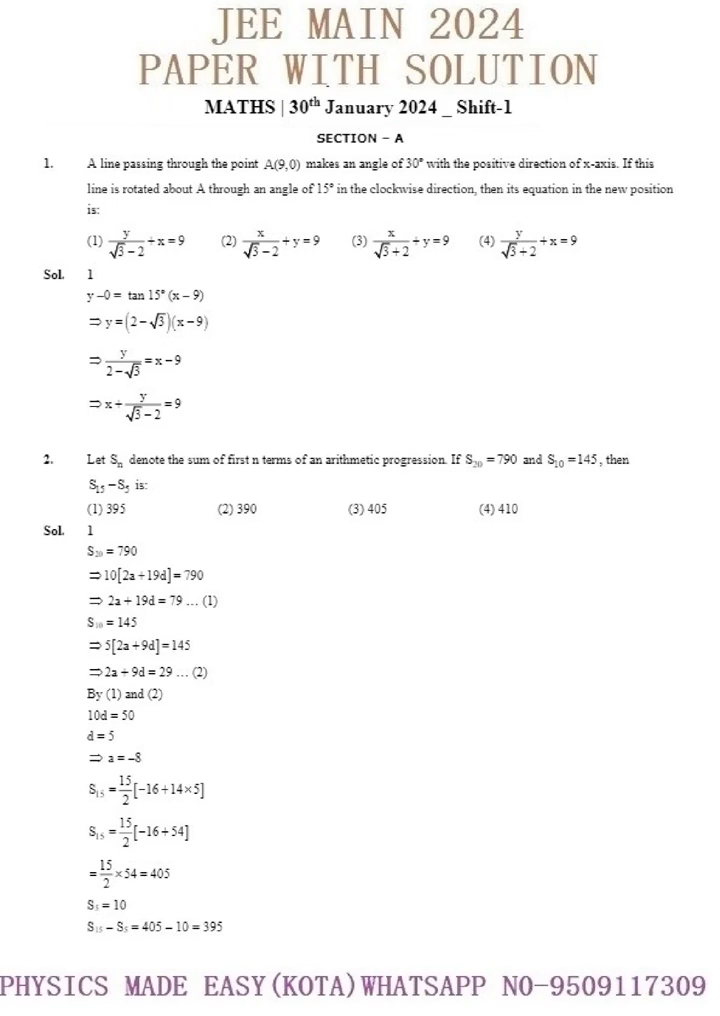 JEE MAIN 2024
PAPER WITH SOLUTION
MATHS | 30th January 2024 _ Shift-1
SECTION - A
1. A line passing through the point A(9,0) makes an angle of 30° with the positive direction of x-axis. If this
line is rotated about A through an angle of 15° in the clockwise direction, then its equation in the new position
is:
(1) y/(√3-2) + x = 9 (2) x/(√3-2) + y = 9 (3) x/(√3+2) + y = 9 (4) y/(√3+2) + x = 9
Sol. 1
y-0 = tan 15° (x - 9)
⇒ y = (2-√3)(x-9)
⇒ y/(2-√3) = x-9
⇒ x + y/(√3-2) = 9
2. Let Sₙ denote the sum of first n terms of an arithmetic progression. If S₂₀ = 790 and S₁₀ = 145, then
S₁₅ - S₅ is:
(1) 395 (2) 390 (3) 405 (4) 410
Sol. 1
S₂₀ = 790
⇒ 10[2a+19d] = 790
⇒ 2a + 19d = 79 ... (1)
S₁₀ = 145
⇒ 5[2a+9d] = 145
⇒ 2a + 9d = 29 ... (2)
By (1) and (2)
10d = 50
d = 5
⇒ a = -8
S₁₅ = 15/2 [-16+14×5]
S₁₅ = 15/2 [-16+54]
= 15/2 × 54 = 405
S₅ = 10
S₁₅ - S₅ = 405 - 10 = 395
PHYSICS MADE EASY(KOTA)WHATSAPP NO-9509117309